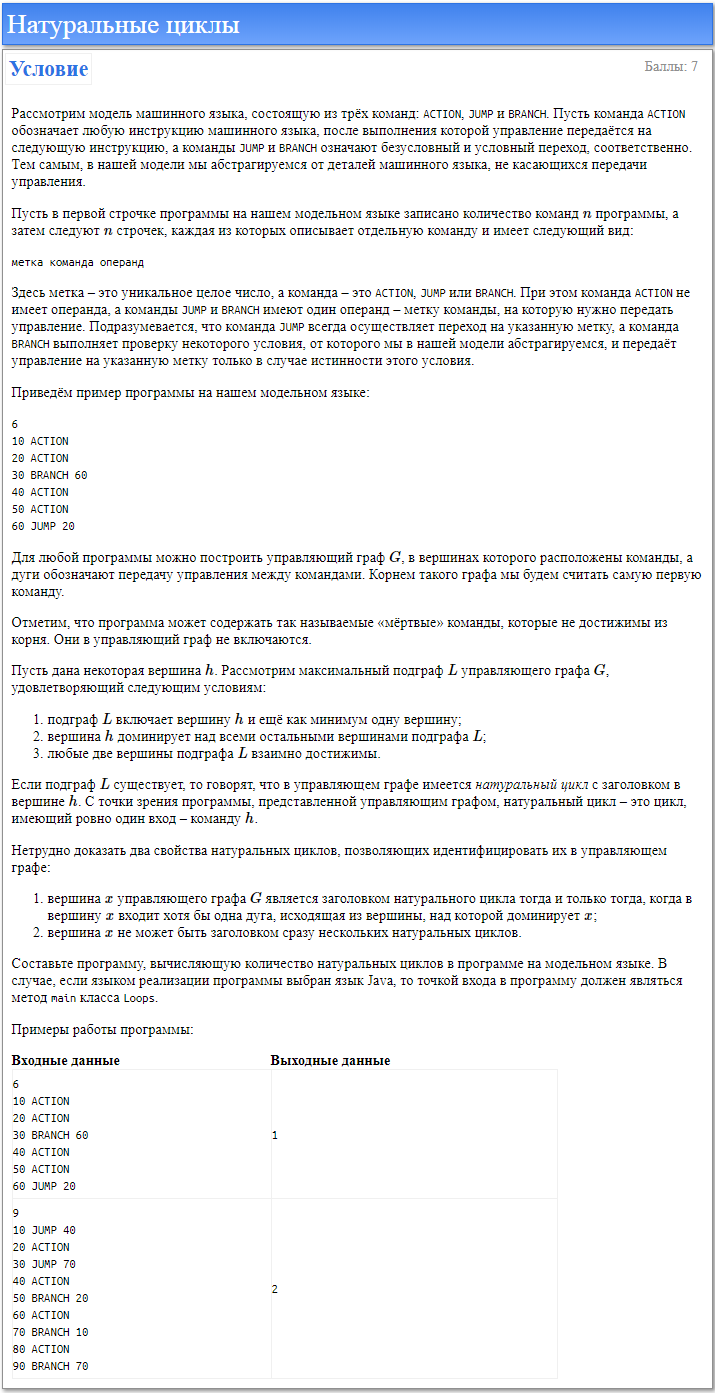 Натуральные циклы
Условие
Баллы: 7
Рассмотрим модель машинного языка, состоящую из трёх команд: ACTION, JUMP и BRANCH. Пусть команда ACTION
обозначает любую инструкцию машинного языка, после выполнения которой управление передаётся на
следующую инструкцию, а команды JUMP и BRANCH означают безусловный и условный переход, соответственно.
Тем самым, в нашей модели мы абстрагируемся от деталей машинного языка, не касающихся передачи
управления.
Пусть в первой строчке программы на нашем модельном языке записано количество команд n программы, а
затем следуют n строчек, каждая из которых описывает отдельную команду и имеет следующий вид:
метка команда операнд
Здесь метка – это уникальное целое число, а команда – это ACTION, JUMP или BRANCH. При этом команда ACTION не
имеет операнда, а команды JUMP и BRANCH имеют один операнд – метку команды, на которую нужно передать
управление. Подразумевается, что команда JUMP всегда осуществляет переход на указанную метку, а команда
BRANCH выполняет проверку некоторого условия, от которого мы в нашей модели абстрагируемся, и передаёт
управление на указанную метку только в случае истинности этого условия.
Приведём пример программы на нашем модельном языке:
6
10 ACTION
20 ACTION
30 BRANCH 60
40 ACTION
50 ACTION
60 JUMP 20
Для любой программы можно построить управляющий граф G, в вершинах которого расположены команды, а
дуги обозначают передачу управления между командами. Корнем такого графа мы будем считать самую первую
команду.
Отметим, что программа может содержать так называемые «мёртвые» команды, которые не достижимы из
корня. Они в управляющий граф не включаются.
Пусть дана некоторая вершина h. Рассмотрим максимальный подграф L управляющего графа G,
удовлетворяющий следующим условиям:
1. подграф L включает вершину h и ещё как минимум одну вершину;
2. вершина h доминирует над всеми остальными вершинами подграфа L;
3. любые две вершины подграфа L взаимно достижимы.
Если подграф L существует, то говорят, что в управляющем графе имеется натуральный цикл с заголовком в
вершине h. С точки зрения программы, представленной управляющим графом, натуральный цикл – это цикл,
имеющий ровно один вход – команду h.
Нетрудно доказать два свойства натуральных циклов, позволяющих идентифицировать их в управляющем
графе:
1. вершина x управляющего графа G является заголовком натурального цикла тогда и только тогда, когда в
вершину x входит хотя бы одна дуга, исходящая из вершины, над которой доминирует x;
2. вершина x не может быть заголовком сразу нескольких натуральных циклов.
Составьте программу, вычисляющую количество натуральных циклов в программе на модельном языке. В
случае, если языком реализации программы выбран язык Java, то точкой входа в программу должен являться
метод main класса Loops.
Примеры работы программы:
Входные данные
Выходные данные
6
10 ACTION
20 ACTION
30 BRANCH 60
40 ACTION
50 ACTION
60 JUMP 20
1
9
10 JUMP 40
20 ACTION
30 JUMP 70
40 ACTION
50 BRANCH 20
60 ACTION
70 BRANCH 10
80 ACTION
90 BRANCH 70
2